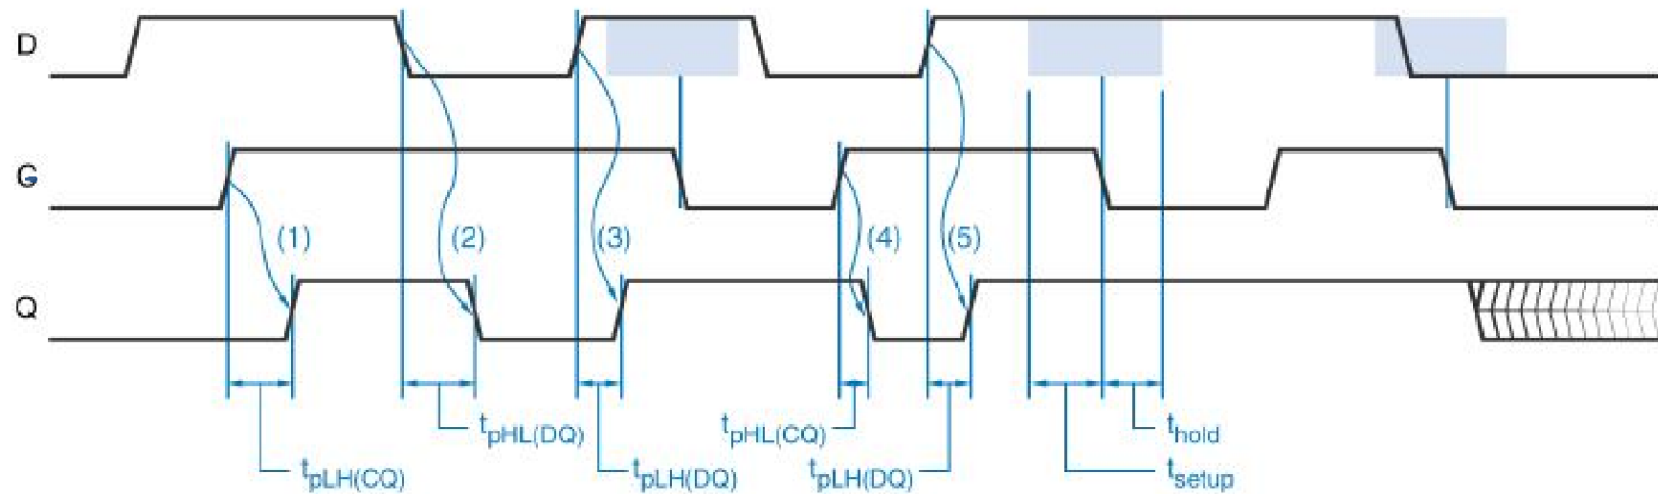 D
G
(1)
(2)
(3)
(4)
(5)
Q
tpHL(DQ)
tpHL(CQ)
thold
tpLH(CQ)
tpLH(DQ)
tpLH(DQ)
tsetup